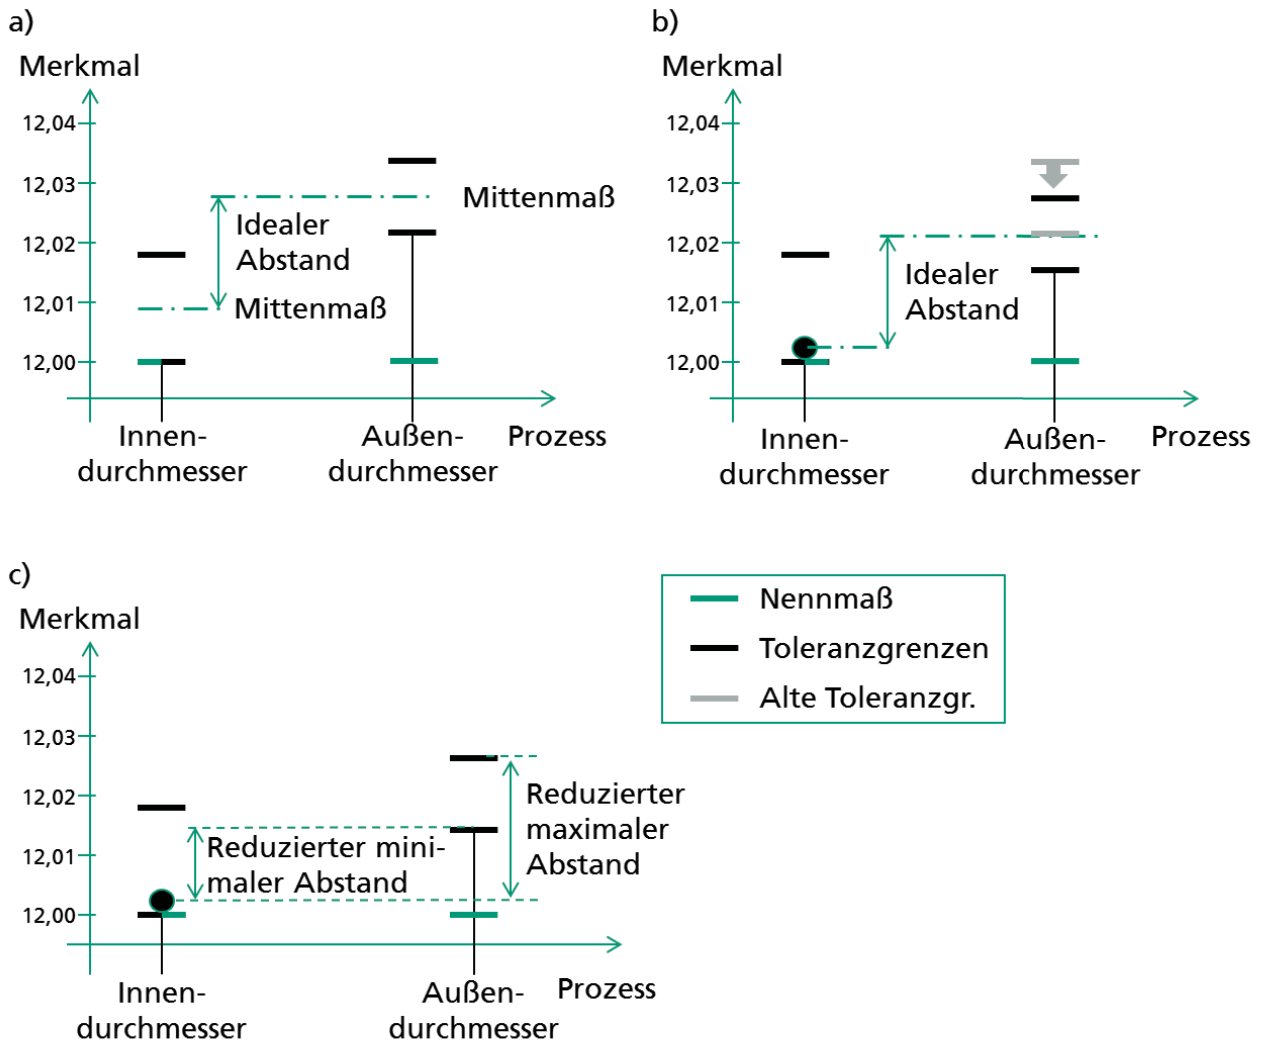 a)
Merkmal
12,04
12,03
12,02
12,01
12,00
Mittenmaß
Idealer
Abstand
Mittenmaß
Innen-
durchmesser
Außen-
durchmesser
Prozess
b)
Merkmal
12,04
12,03
12,02
12,01
12,00
Idealer
Abstand
Innen-
durchmesser
Außen-
durchmesser
Prozess
c)
Merkmal
12,04
12,03
12,02
12,01
12,00
Reduzierter mini-
maler Abstand
Reduzierter
maximaler
Abstand
Innen-
durchmesser
Außen-
durchmesser
Prozess
Nennmaß
Toleranzgrenzen
Alte Toleranzgr.